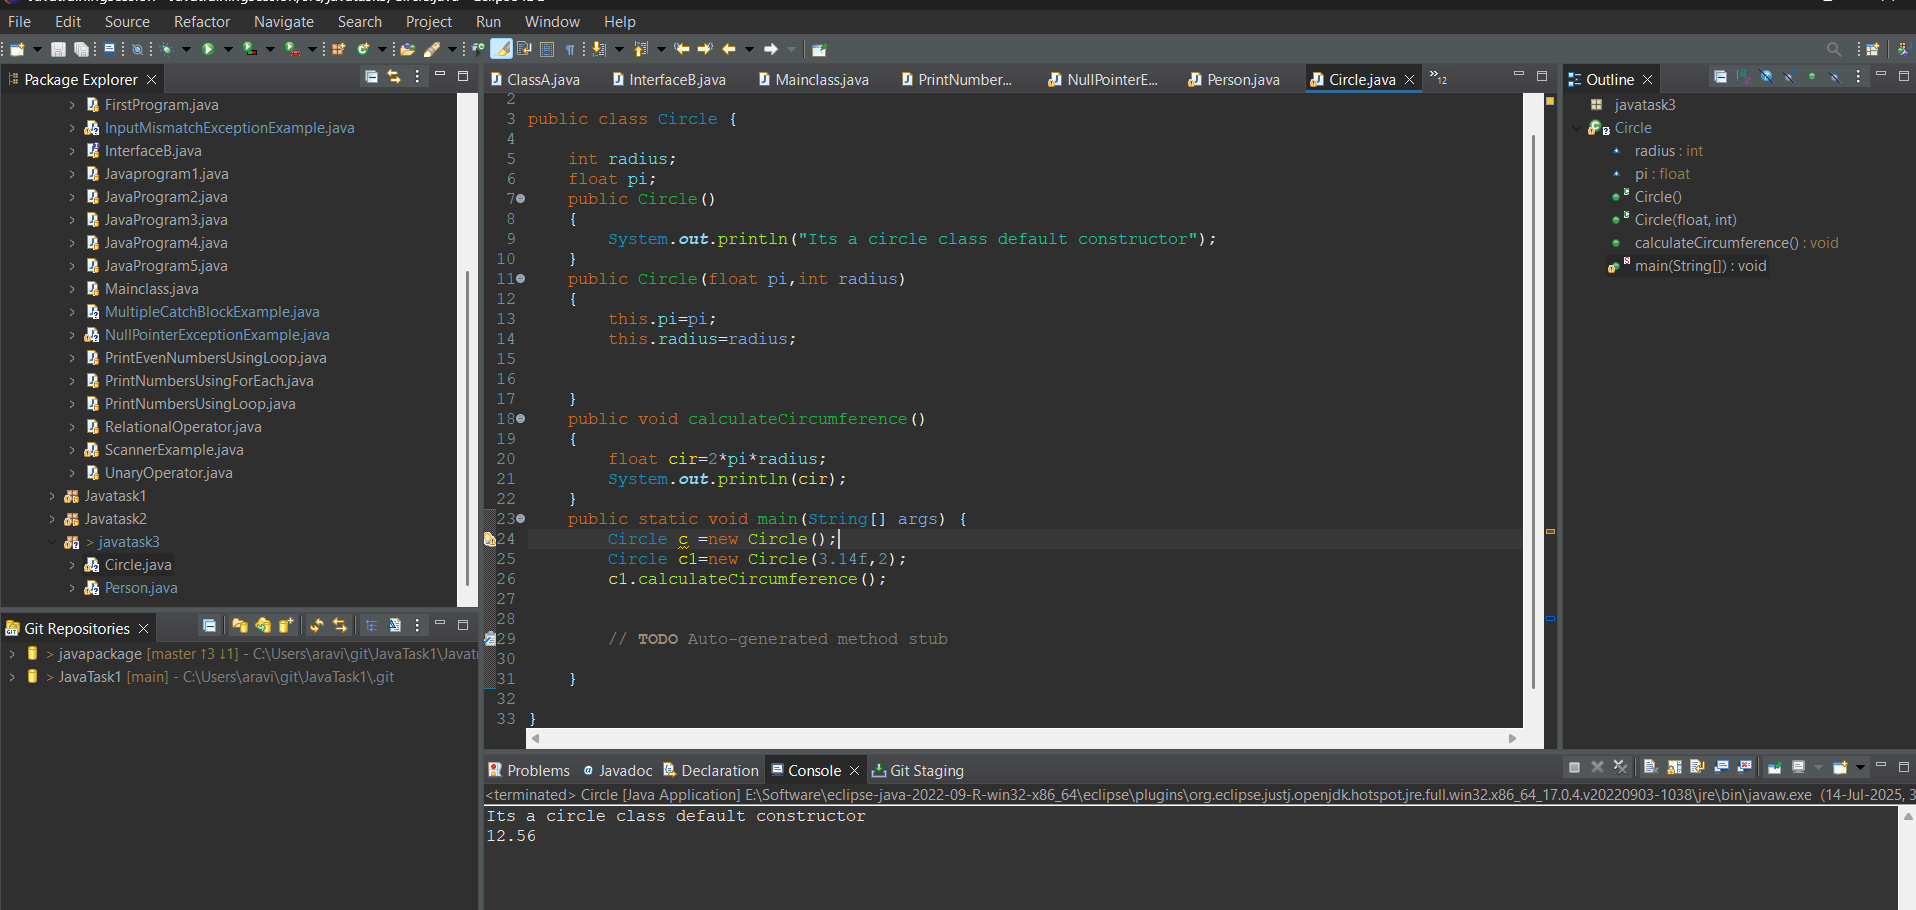 File Edit Source Refactor Navigate Search Project Run Window Help
Package Explorer
FirstProgram.java
InputMismatchExceptionExample.java
InterfaceB.java
Javaprogram1.java
JavaProgram2.java
JavaProgram3.java
JavaProgram4.java
JavaProgram5.java
Mainclass.java
MultipleCatchBlockExample.java
NullPointerExceptionExample.java
PrintEvenNumbersUsingLoop.java
PrintNumbersUsingForEach.java
PrintNumbersUsingLoop.java
RelationalOperator.java
ScannerExample.java
UnaryOperator.java
Javatask1
Javatask2
> javatask3
Circle.java
Person.java
Git Repositories
> javapackage [master ↑3 ↓1] - C:\Users\aravi\git\JavaTask1\Javatr
> JavaTask1 [main] - C:\Users\aravi\git\JavaTask1\.git
ClassA.java InterfaceB.java Mainclass.java PrintNumber... NullPointerE... Person.java Circle.java »12
2
3 public class Circle {
4
5 int radius;
6 float pi;
7 public Circle()
8 {
9 System.out.println("Its a circle class default constructor");
10 }
11 public Circle(float pi,int radius)
12 {
13 this.pi=pi;
14 this.radius=radius;
15
16
17 }
18 public void calculateCircumference()
19 {
20 float cir=2*pi*radius;
21 System.out.println(cir);
22 }
23 public static void main(String[] args) {
24 Circle c =new Circle();
25 Circle c1=new Circle(3.14f,2);
26 c1.calculateCircumference();
27
28
29 // TODO Auto-generated method stub
30
31 }
32
33 }
Outline
javatask3
Circle
radius : int
pi : float
Circle()
Circle(float, int)
calculateCircumference() : void
main(String[]) : void
Problems Javadoc Declaration Console Git Staging
<terminated> Circle [Java Application] E:\Software\eclipse-java-2022-09-R-win32-x86_64\eclipse\plugins\org.eclipse.justj.openjdk.hotspot.jre.full.win32.x86_64_17.0.4.v20220903-1038\jre\bin\javaw.exe (14-Jul-2025, 3
Its a circle class default constructor
12.56